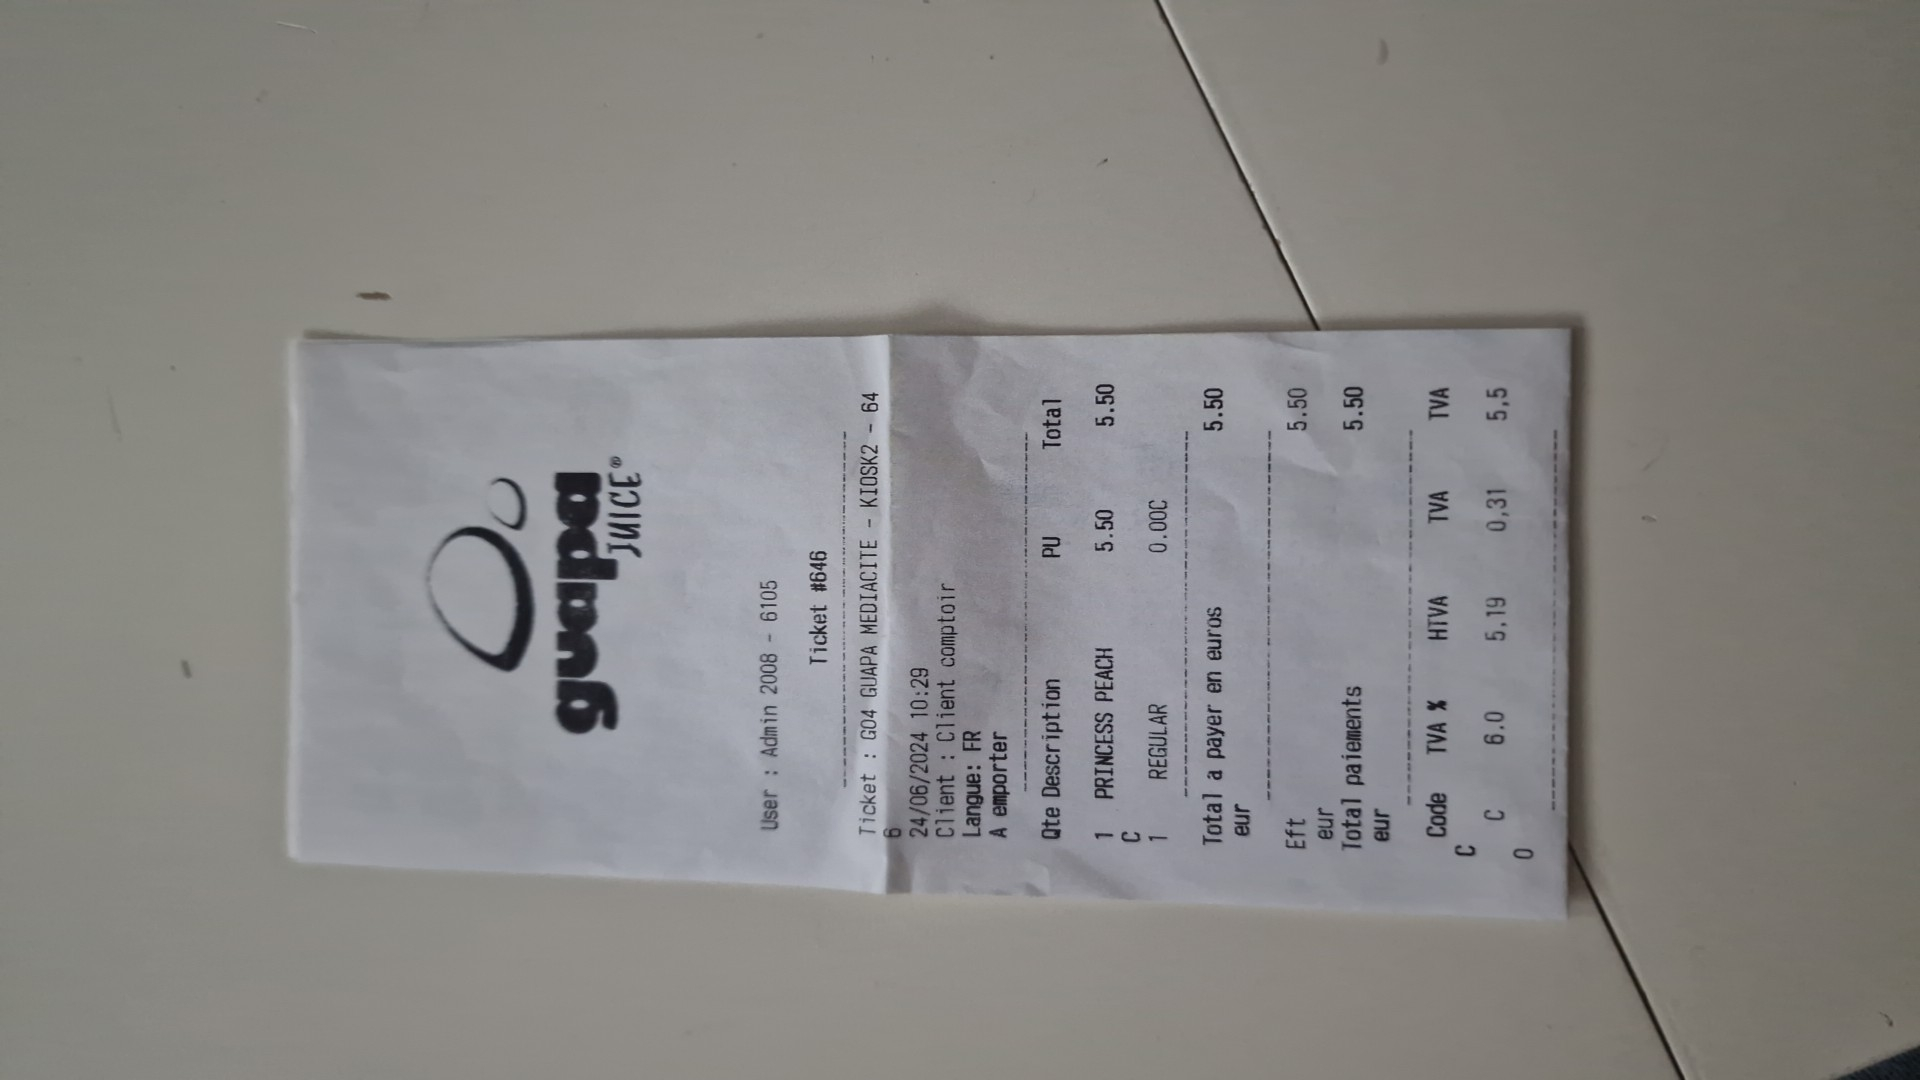 guapa
JUICE®
User : Admin 2008 - 6105
Ticket #646
Ticket : G04 GUAPA MEDIACITE - KIOSK2 - 64
6
24/06/2024 10:29
Client : Client comptoir
Langue: FR
A emporter
Qte Description PU Total
1 PRINCESS PEACH 5.50 5.50
C
1 REGULAR 0.00C
Total a payer en euros 5.50
eur
Eft 5.50
eur
Total paiements 5.50
eur
Code TVA % HTVA TVA TVA
C
C 6.0 5,19 0,31 5,5
0